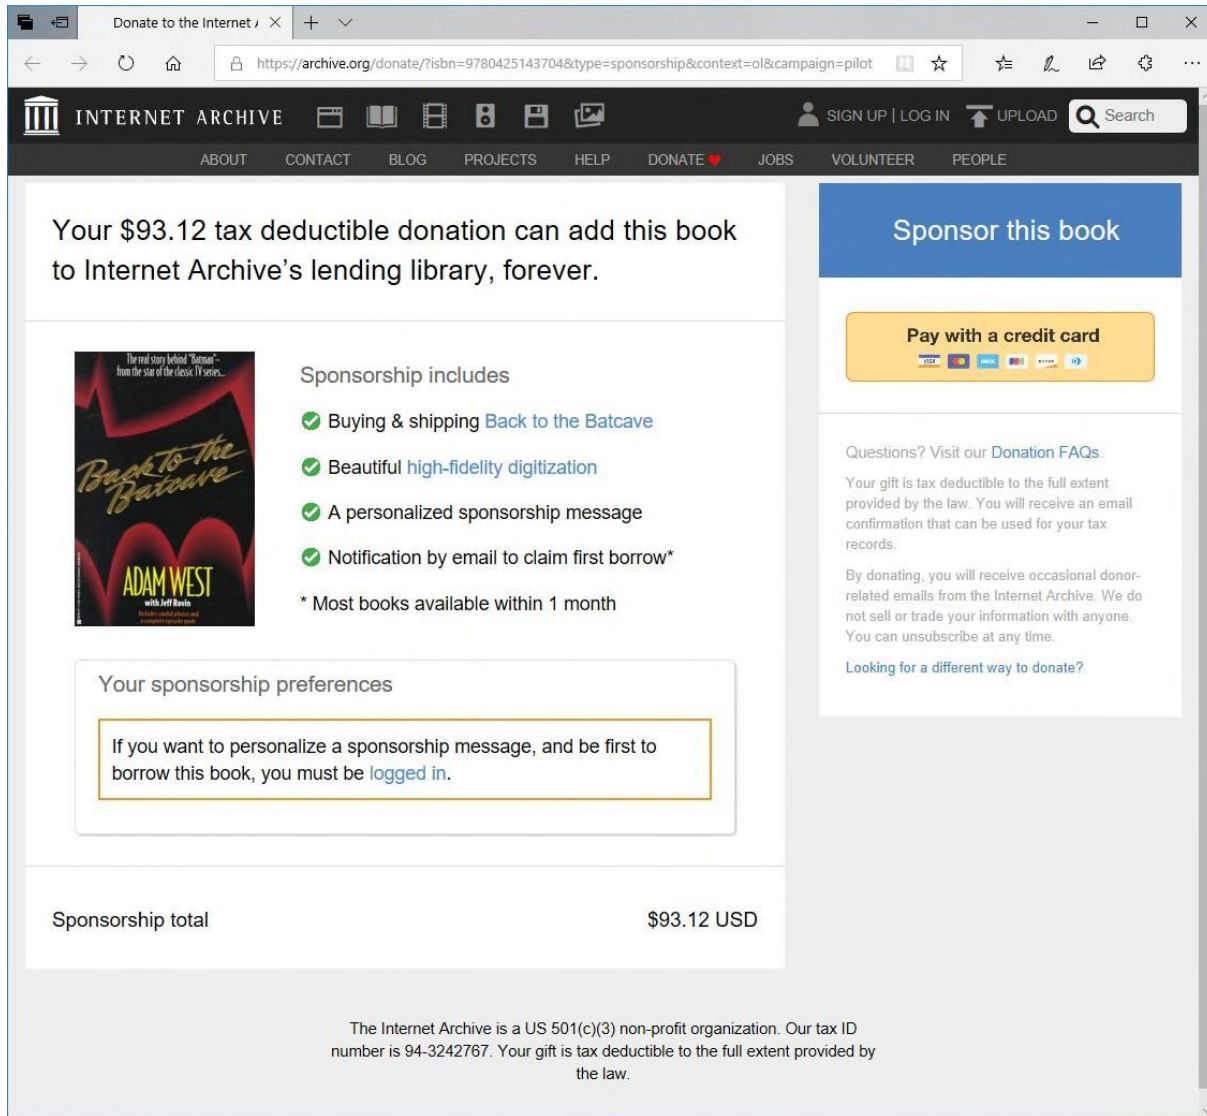 Donate to the Internet A
https://archive.org/donate/?isbn=9780425143704&type=sponsorship&context=ol&campaign=pilot
INTERNET ARCHIVE
SIGN UP | LOG IN
UPLOAD
Search
ABOUT CONTACT BLOG PROJECTS HELP DONATE JOBS VOLUNTEER PEOPLE
Your $93.12 tax deductible donation can add this book
to Internet Archive's lending library, forever.
The real story behind "Batman"–
from the star of the classic TV series...
Back to the
Batcave
ADAM WEST
with Jeff Rovin
Includes candid photos and
a complete episode guide
Sponsorship includes
Buying & shipping Back to the Batcave
Beautiful high-fidelity digitization
A personalized sponsorship message
Notification by email to claim first borrow*
* Most books available within 1 month
Your sponsorship preferences
If you want to personalize a sponsorship message, and be first to
borrow this book, you must be logged in.
Sponsorship total $93.12 USD
Sponsor this book
Pay with a credit card
VISA
Questions? Visit our Donation FAQs.
Your gift is tax deductible to the full extent
provided by the law. You will receive an email
confirmation that can be used for your tax
records.
By donating, you will receive occasional donor-
related emails from the Internet Archive. We do
not sell or trade your information with anyone.
You can unsubscribe at any time.
Looking for a different way to donate?
The Internet Archive is a US 501(c)(3) non-profit organization. Our tax ID
number is 94-3242767. Your gift is tax deductible to the full extent provided by
the law.